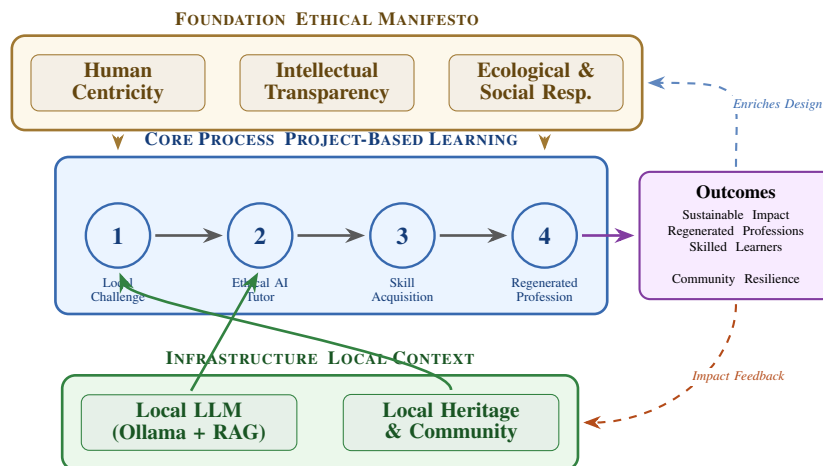 FOUNDATION ETHICAL MANIFESTO
Human
Centricity
Intellectual
Transparency
Ecological &
Social Resp.
Enriches Design
CORE PROCESS PROJECT-BASED LEARNING
1
2
3
4
Local
Challenge
Ethical AI
Tutor
Skill
Acquisition
Regenerated
Profession
Outcomes
Sustainable Impact
Regenerated Professions
Skilled Learners
Community Resilience
INFRASTRUCTURE LOCAL CONTEXT
Impact Feedback
Local LLM
(Ollama + RAG)
Local Heritage
& Community